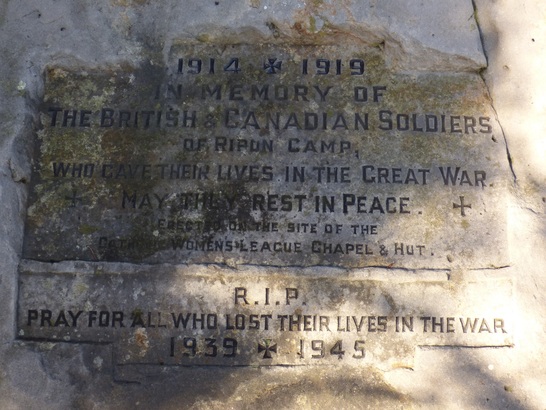 1914 ✠ 1919
IN MEMORY OF
THE BRITISH & CANADIAN SOLDIERS
OF RIPON CAMP,
WHO GAVE THEIR LIVES IN THE GREAT WAR.
+ MAY THEY REST IN PEACE. +
ERECTED ON THE SITE OF THE
CATHOLIC WOMENS LEAGUE CHAPEL & HUT.
R.I.P.
PRAY FOR ALL WHO LOST THEIR LIVES IN THE WAR
1939 ✠ 1945